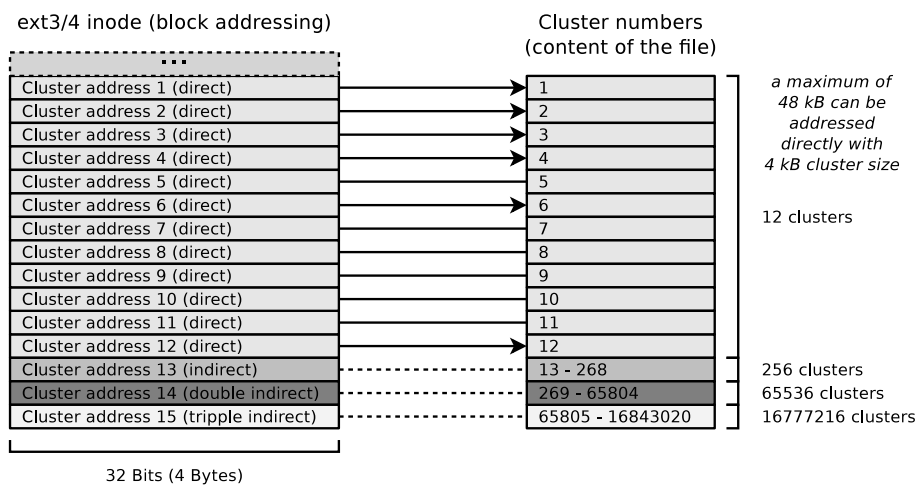 ext3/4 inode (block addressing)
...
Cluster address 1 (direct)
Cluster address 2 (direct)
Cluster address 3 (direct)
Cluster address 4 (direct)
Cluster address 5 (direct)
Cluster address 6 (direct)
Cluster address 7 (direct)
Cluster address 8 (direct)
Cluster address 9 (direct)
Cluster address 10 (direct)
Cluster address 11 (direct)
Cluster address 12 (direct)
Cluster address 13 (indirect)
Cluster address 14 (double indirect)
Cluster address 15 (tripple indirect)
32 Bits (4 Bytes)
Cluster numbers
(content of the file)
1
2
3
4
5
6
7
8
9
10
11
12
13 - 268
269 - 65804
65805 - 16843020
a maximum of
48 kB can be
addressed
directly with
4 kB cluster size
12 clusters
256 clusters
65536 clusters
16777216 clusters